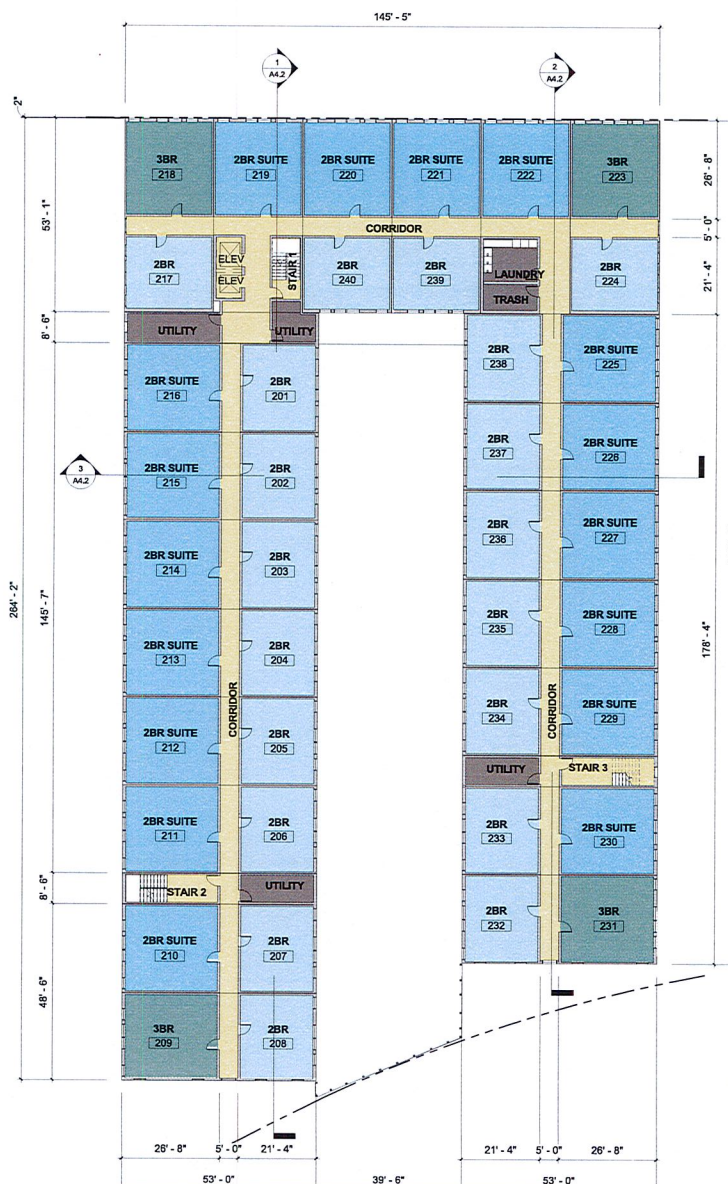 145' - 5"
1
A4.2
2
A4.2
2"
3BR
218
2BR SUITE
219
2BR SUITE
220
2BR SUITE
221
2BR SUITE
222
3BR
223
26' - 8"
53' - 1"
CORRIDOR
5' - 0"
2BR
217
ELEV
ELEV
STAIR 1
2BR
240
2BR
239
LAUNDRY
TRASH
2BR
224
21' - 4"
8' - 6"
UTILITY
UTILITY
2BR SUITE
216
2BR
201
2BR
238
2BR SUITE
225
3
A4.2
2BR SUITE
215
2BR
202
2BR
237
2BR SUITE
226
2BR SUITE
214
2BR
203
2BR
236
2BR SUITE
227
264' - 2"
145' - 7"
2BR SUITE
213
2BR
204
2BR
235
2BR SUITE
228
178' - 4"
2BR SUITE
212
CORRIDOR
2BR
205
2BR
234
CORRIDOR
2BR SUITE
229
UTILITY
STAIR 3
2BR SUITE
211
2BR
206
2BR
233
2BR SUITE
230
8' - 6"
STAIR 2
UTILITY
2BR SUITE
210
2BR
207
2BR
232
3BR
231
48' - 6"
3BR
209
2BR
208
26' - 8"
5' - 0"
21' - 4"
21' - 4"
5' - 0"
26' - 8"
53' - 0"
39' - 6"
53' - 0"